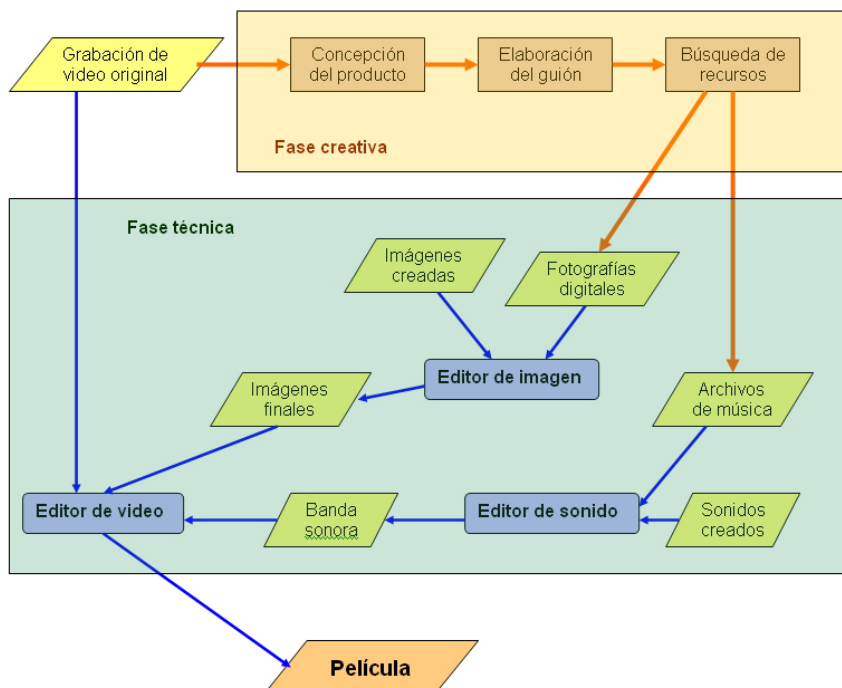 Grabación de
video original
Concepción
del producto
Elaboración
del guión
Búsqueda de
recursos
Fase creativa
Fase técnica
Imágenes
creadas
Fotografías
digitales
Editor de imagen
Imágenes
finales
Archivos
de música
Editor de video
Banda
sonora
Editor de sonido
Sonidos
creados
Película